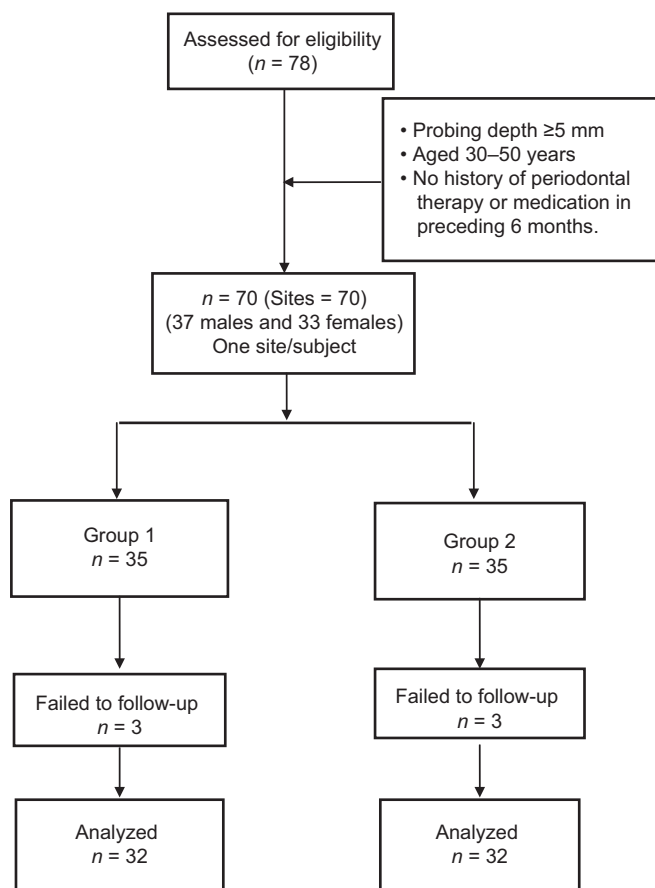 Assessed for eligibility
(n = 78)
• Probing depth ≥5 mm
• Aged 30–50 years
• No history of periodontal
therapy or medication in
preceding 6 months.
n = 70 (Sites = 70)
(37 males and 33 females)
One site/subject
Group 1
n = 35
Group 2
n = 35
Failed to follow-up
n = 3
Failed to follow-up
n = 3
Analyzed
n = 32
Analyzed
n = 32